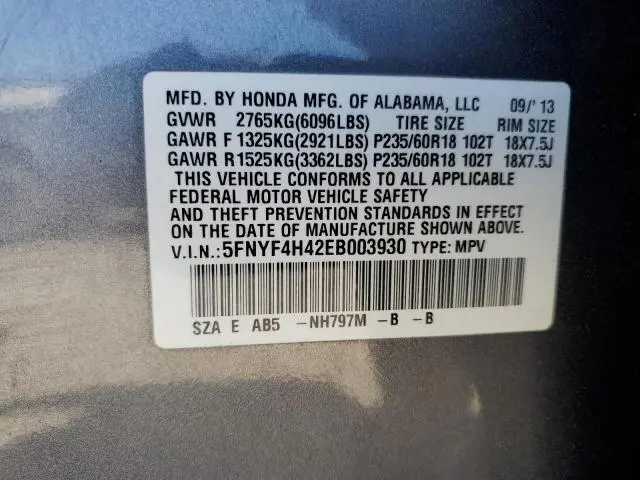 MFD. BY HONDA MFG. OF ALABAMA, LLC 09/'13
GVWR 2765KG(6096LBS) TIRE SIZE RIM SIZE
GAWR F 1325KG(2921LBS) P235/60R18 102T 18X7.5J
GAWR R 1525KG(3362LBS) P235/60R18 102T 18X7.5J
THIS VEHICLE CONFORMS TO ALL APPLICABLE
FEDERAL MOTOR VEHICLE SAFETY
AND THEFT PREVENTION STANDARDS IN EFFECT
ON THE DATE OF MANUFACTURE SHOWN ABOVE.
V.I.N.:5FNYF4H42EB003930 TYPE: MPV
SZA E AB5 -NH797M -B -B